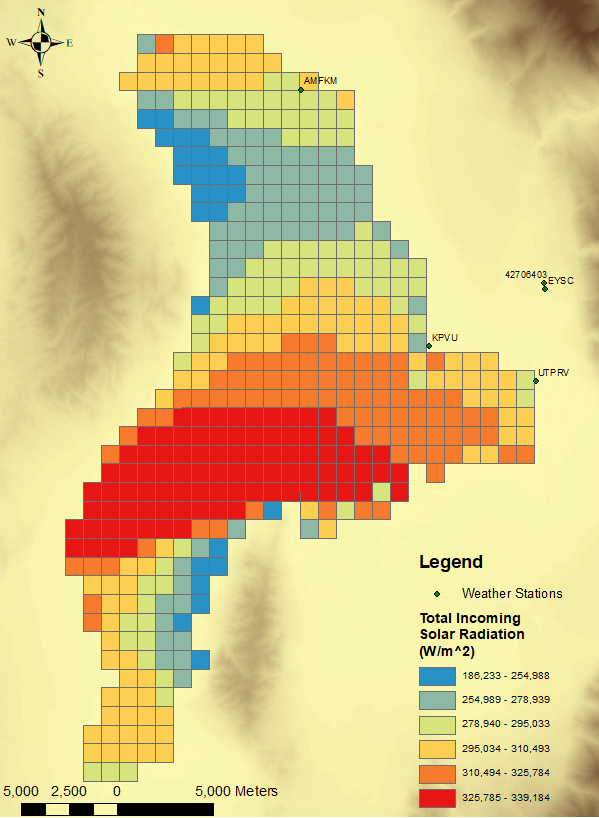 N
W E
S
AMFKM
42706403
EYSC
KPVU
UTPRV
Legend
Weather Stations
Total Incoming
Solar Radiation
(W/m^2)
186,233 - 254,988
254,989 - 278,939
278,940 - 295,033
295,034 - 310,493
310,494 - 325,784
325,785 - 339,184
5,000 2,500 0 5,000 Meters